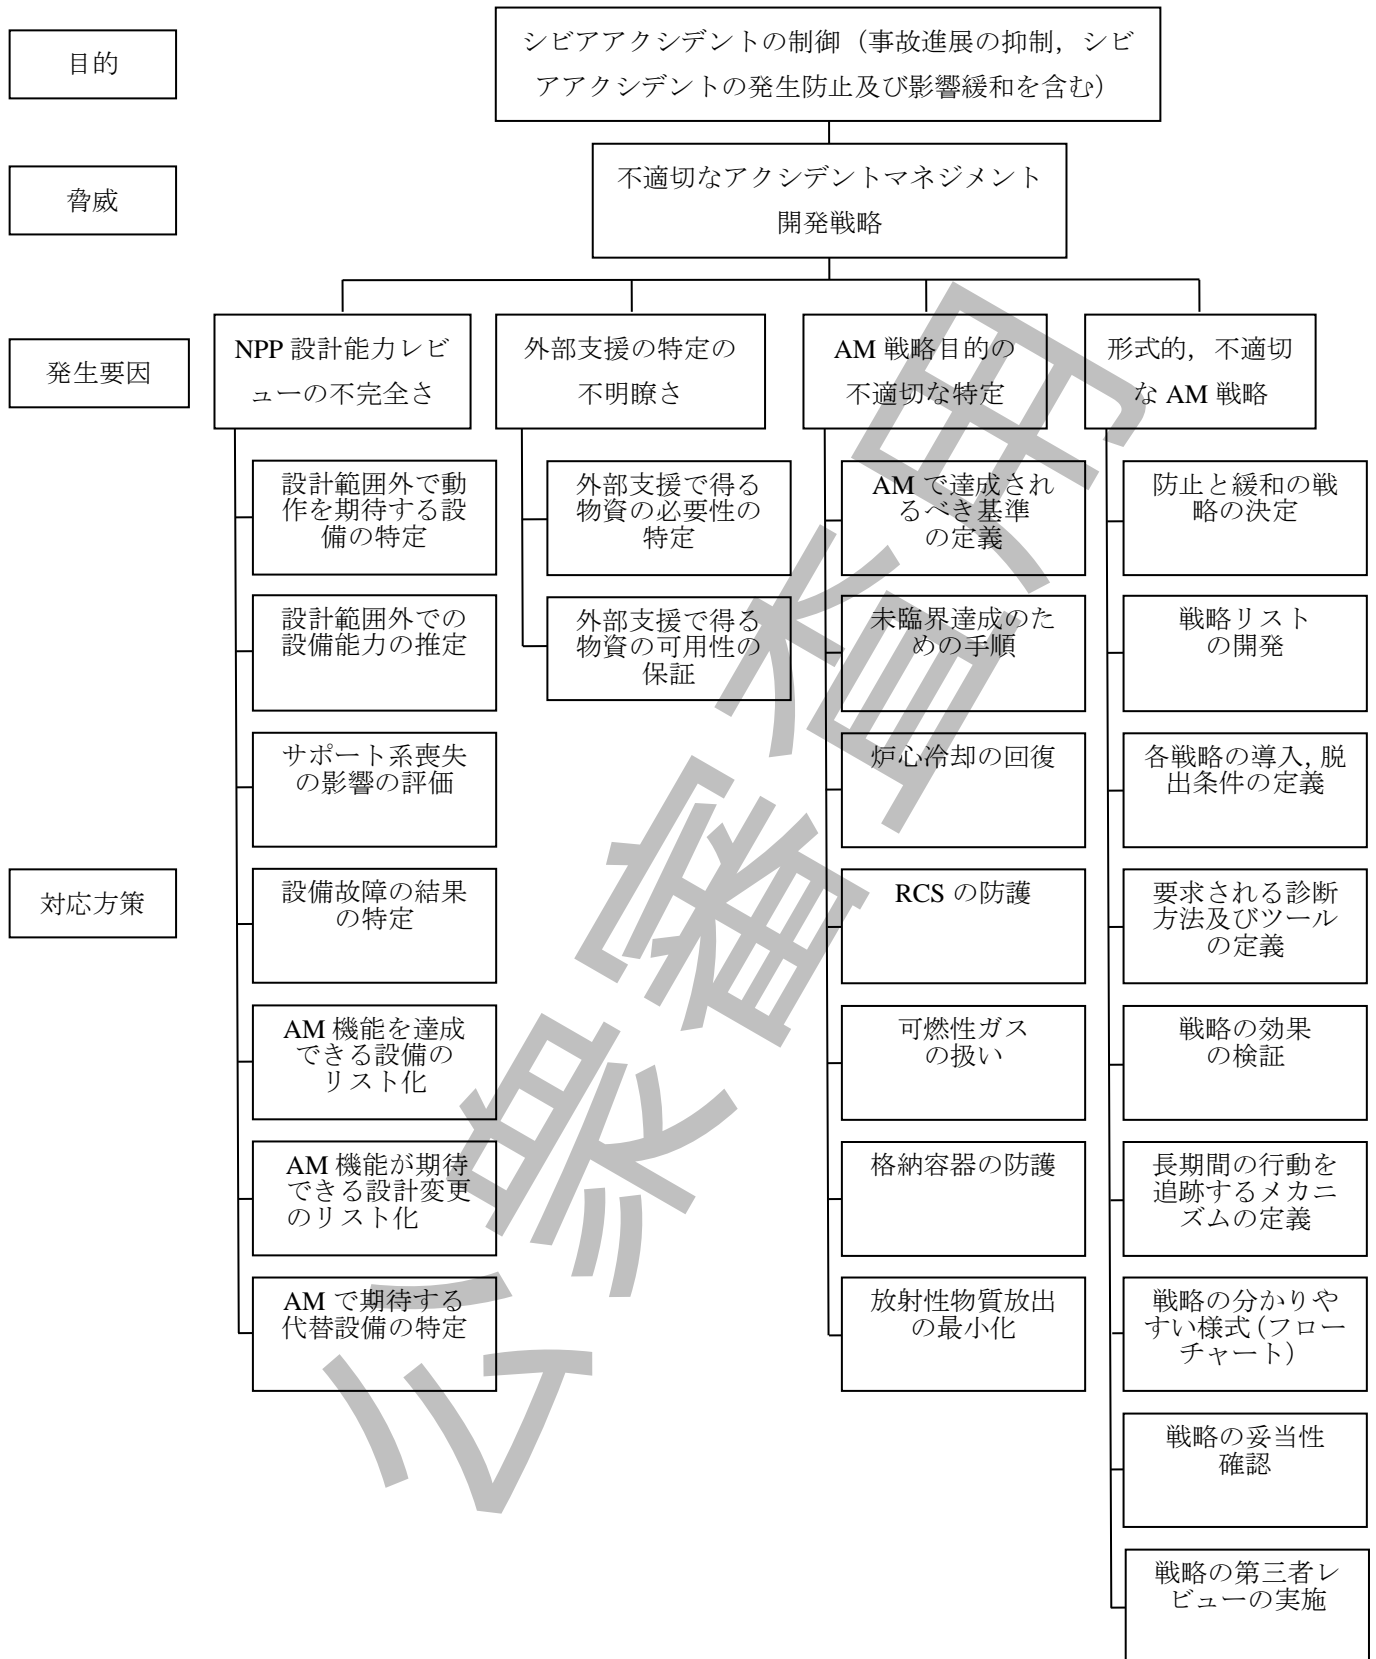 目的
シビアアクシデントの制御（事故進展の抑制，シビ
アアクシデントの発生防止及び影響緩和を含む）
脅威
不適切なアクシデントマネジメント
開発戦略
発生要因
NPP 設計能力レビ
ューの不完全さ
外部支援の特定の
不明瞭さ
AM 戦略目的の
不適切な特定
形式的，不適切
な AM 戦略
対応方策
設計範囲外で動
作を期待する設
備の特定
設計範囲外での
設備能力の推定
サポート系喪失
の影響の評価
設備故障の結果
の特定
AM 機能を達成
できる設備の
リスト化
AM 機能が期待
できる設計変更
のリスト化
AM で期待する
代替設備の特定
外部支援で得る
物資の必要性の
特定
外部支援で得る
物資の可用性の
保証
AM で達成され
るべき基準
の定義
未臨界達成のた
めの手順
炉心冷却の回復
RCS の防護
可燃性ガス
の扱い
格納容器の防護
放射性物質放出
の最小化
防止と緩和の戦
略の決定
戦略リスト
の開発
各戦略の導入，脱
出条件の定義
要求される診断
方法及びツール
の定義
戦略の効果
の検証
長期間の行動を
追跡するメカニ
ズムの定義
戦略の分かりや
すい様式（フロー
チャート）
戦略の妥当性
確認
戦略の第三者レ
ビューの実施
公衆審査用